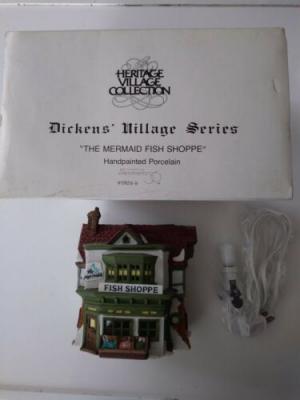 HERITAGE
VILLAGE
COLLECTION
Dickens' Village Series
"THE MERMAID FISH SHOPPE"
Handpainted Porcelain
FISH SHOPPE